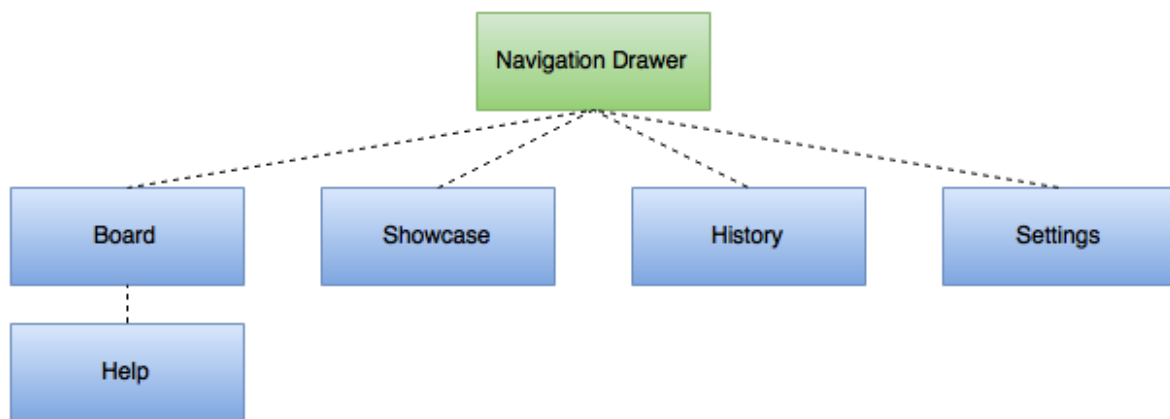 Navigation Drawer
Board
Showcase
History
Settings
Help